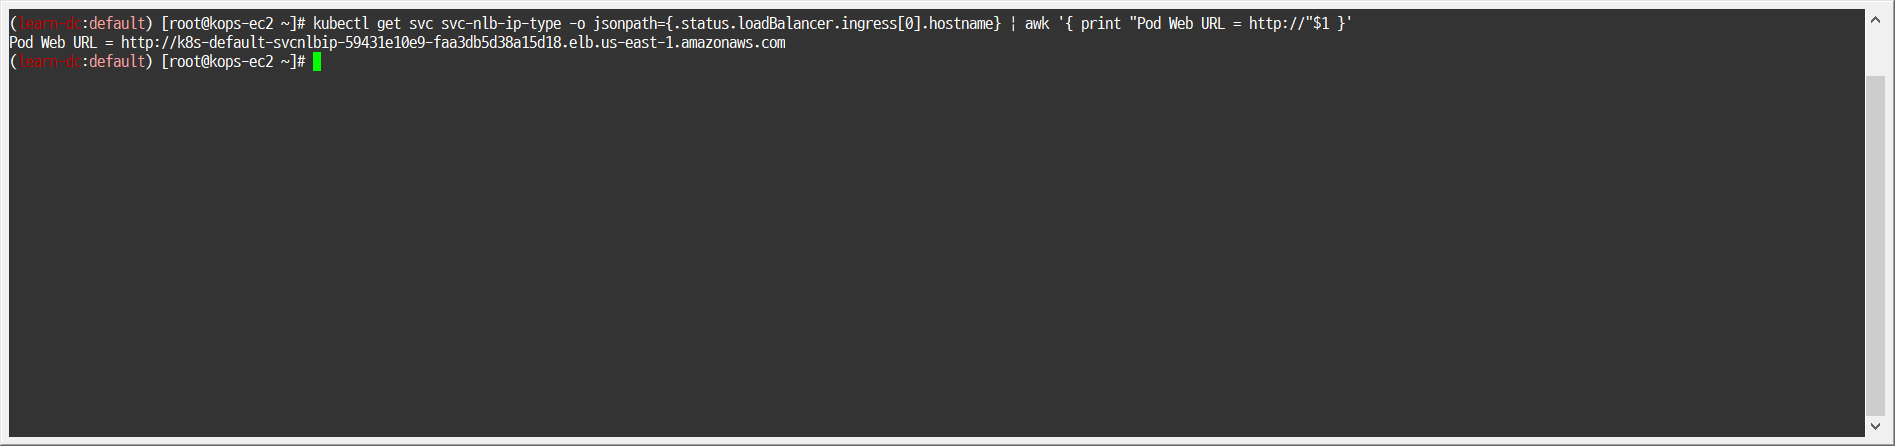 (learn-dc:default) [root@kops-ec2 ~]# kubectl get svc svc-nlb-ip-type -o jsonpath={.status.loadBalancer.ingress[0].hostname} | awk '{ print "Pod Web URL = http://"$1 }'
Pod Web URL = http://k8s-default-svcnlbip-59431e10e9-faa3db5d38a15d18.elb.us-east-1.amazonaws.com
(learn-dc:default) [root@kops-ec2 ~]#